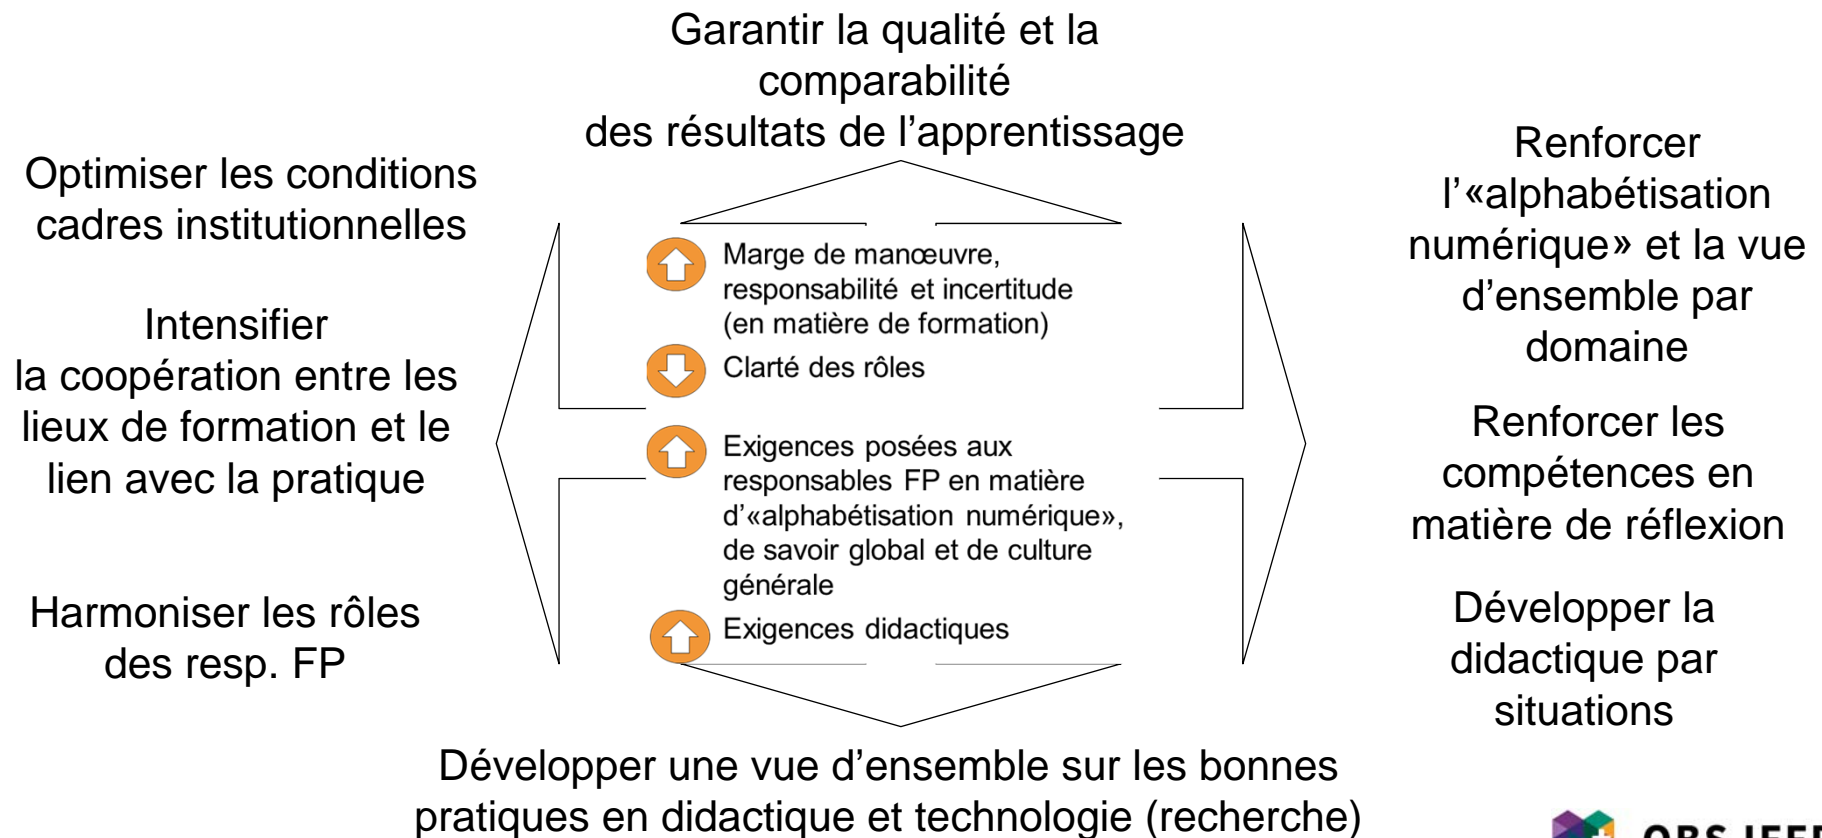 Garantir la qualité et la
comparabilité
des résultats de l’apprentissage
Optimiser les conditions
cadres institutionnelles
Intensifier
la coopération entre les
lieux de formation et le
lien avec la pratique
Harmoniser les rôles
des resp. FP
Marge de manœuvre,
responsabilité et incertitude
(en matière de formation)
Clarté des rôles
Exigences posées aux
responsables FP en matière
d’«alphabétisation numérique»,
de savoir global et de culture
générale
Exigences didactiques
Renforcer
l’«alphabétisation
numérique» et la vue
d’ensemble par
domaine
Renforcer les
compétences en
matière de réflexion
Développer la
didactique par
situations
Développer une vue d’ensemble sur les bonnes
pratiques en didactique et technologie (recherche)